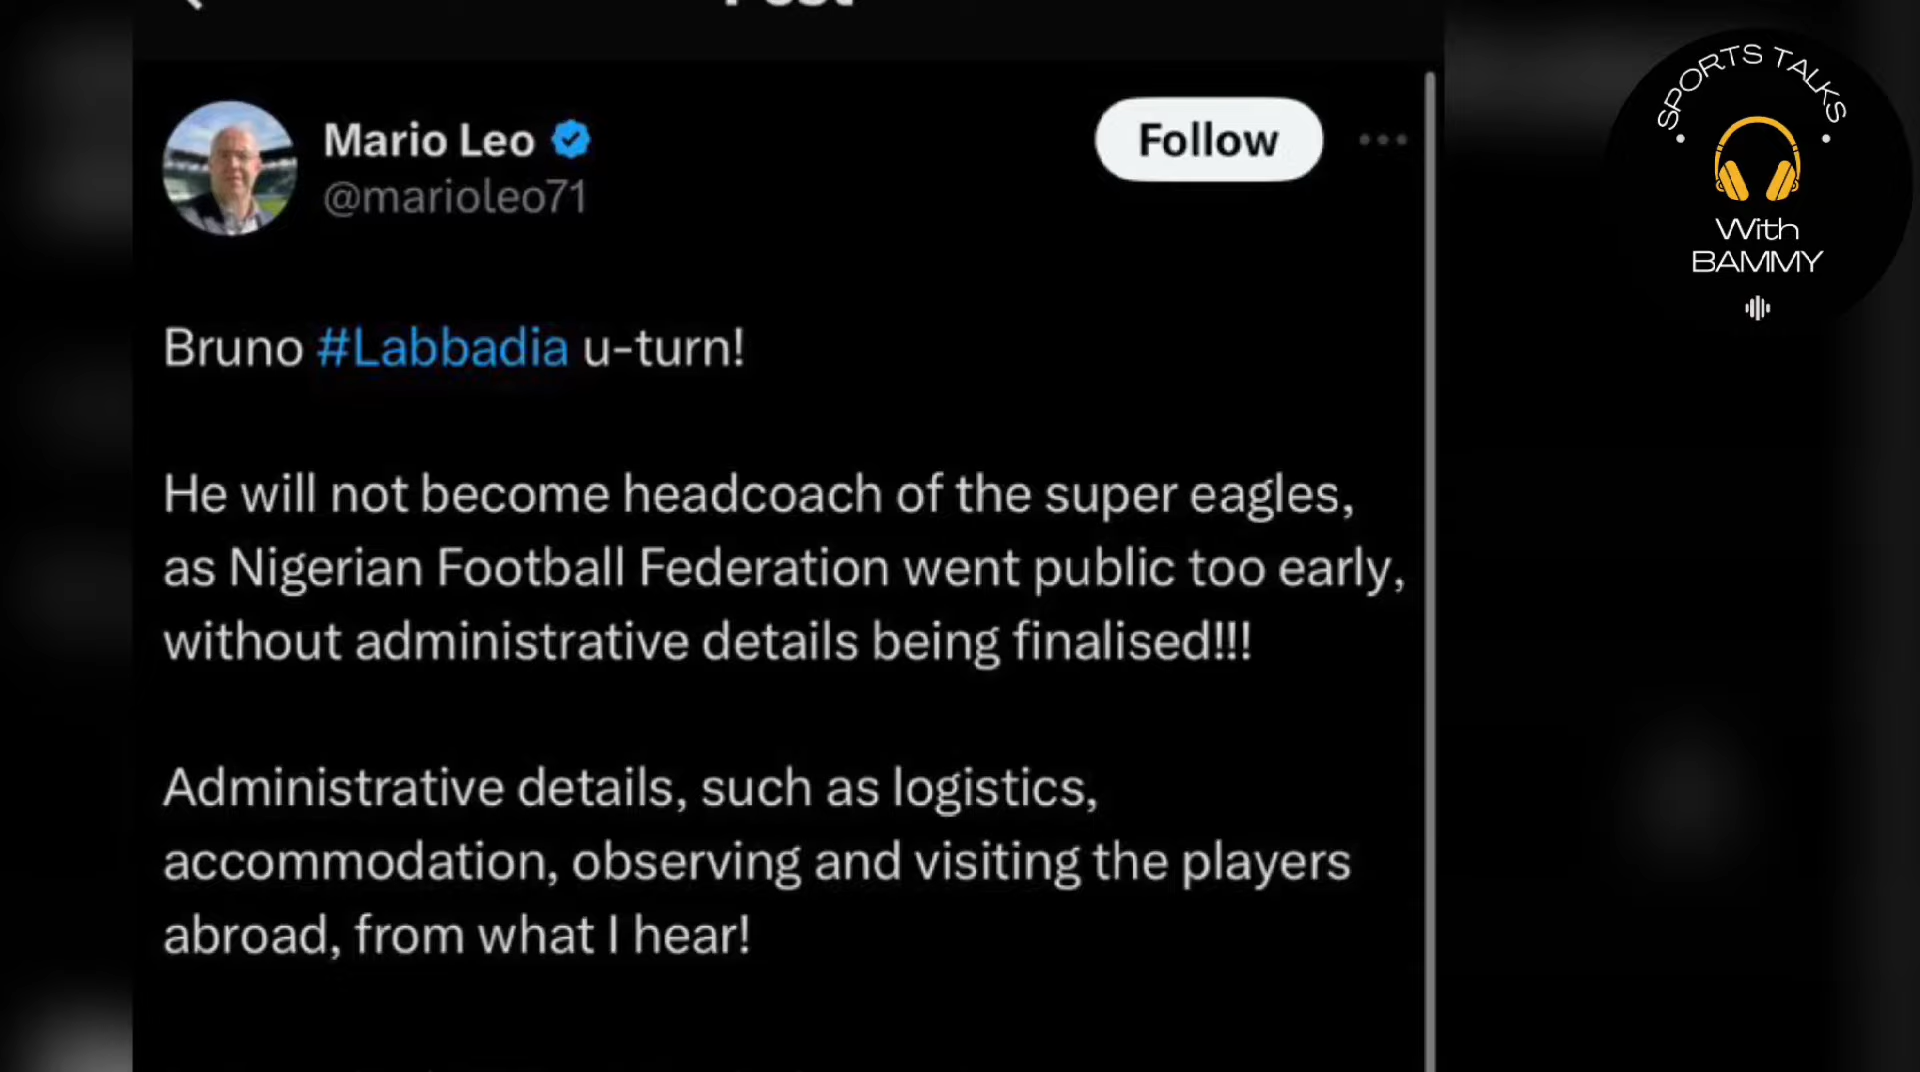 Post
Mario Leo
@marioleo71
Follow
Bruno #Labbadia u-turn!
He will not become headcoach of the super eagles,
as Nigerian Football Federation went public too early,
without administrative details being finalised!!!
Administrative details, such as logistics,
accommodation, observing and visiting the players
abroad, from what I hear!
SPORTS TALKS
With
BAMMY